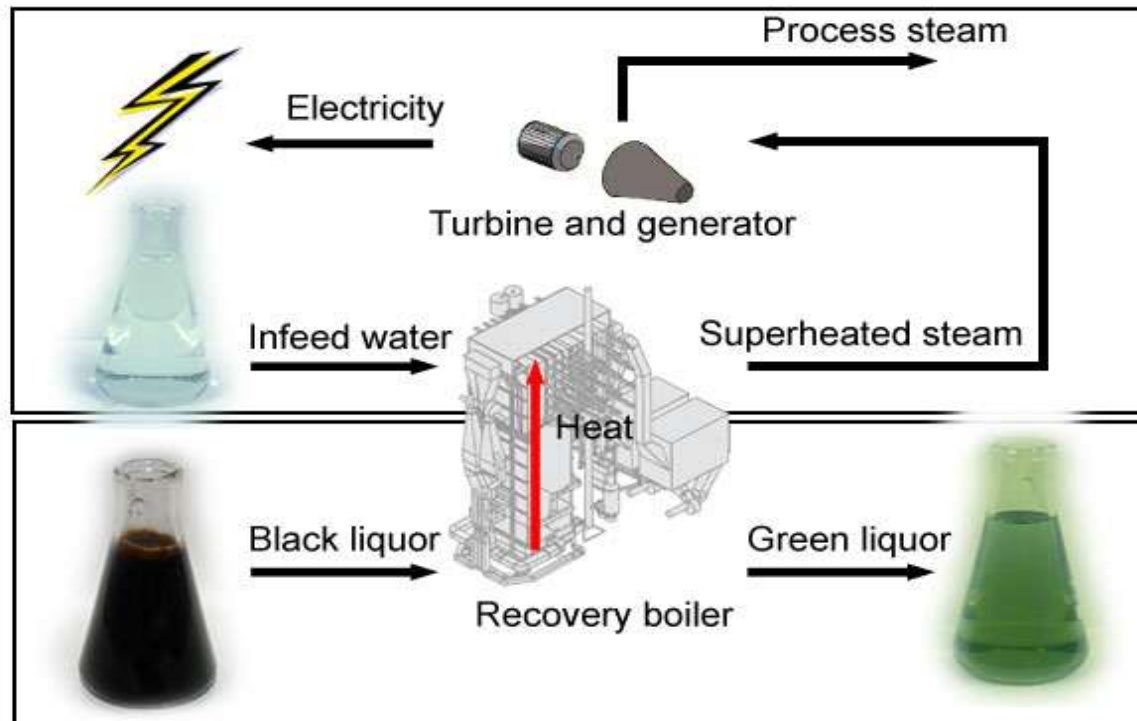 Process steam
Electricity
Turbine and generator
Infeed water
Superheated steam
Heat
Black liquor
Green liquor
Recovery boiler